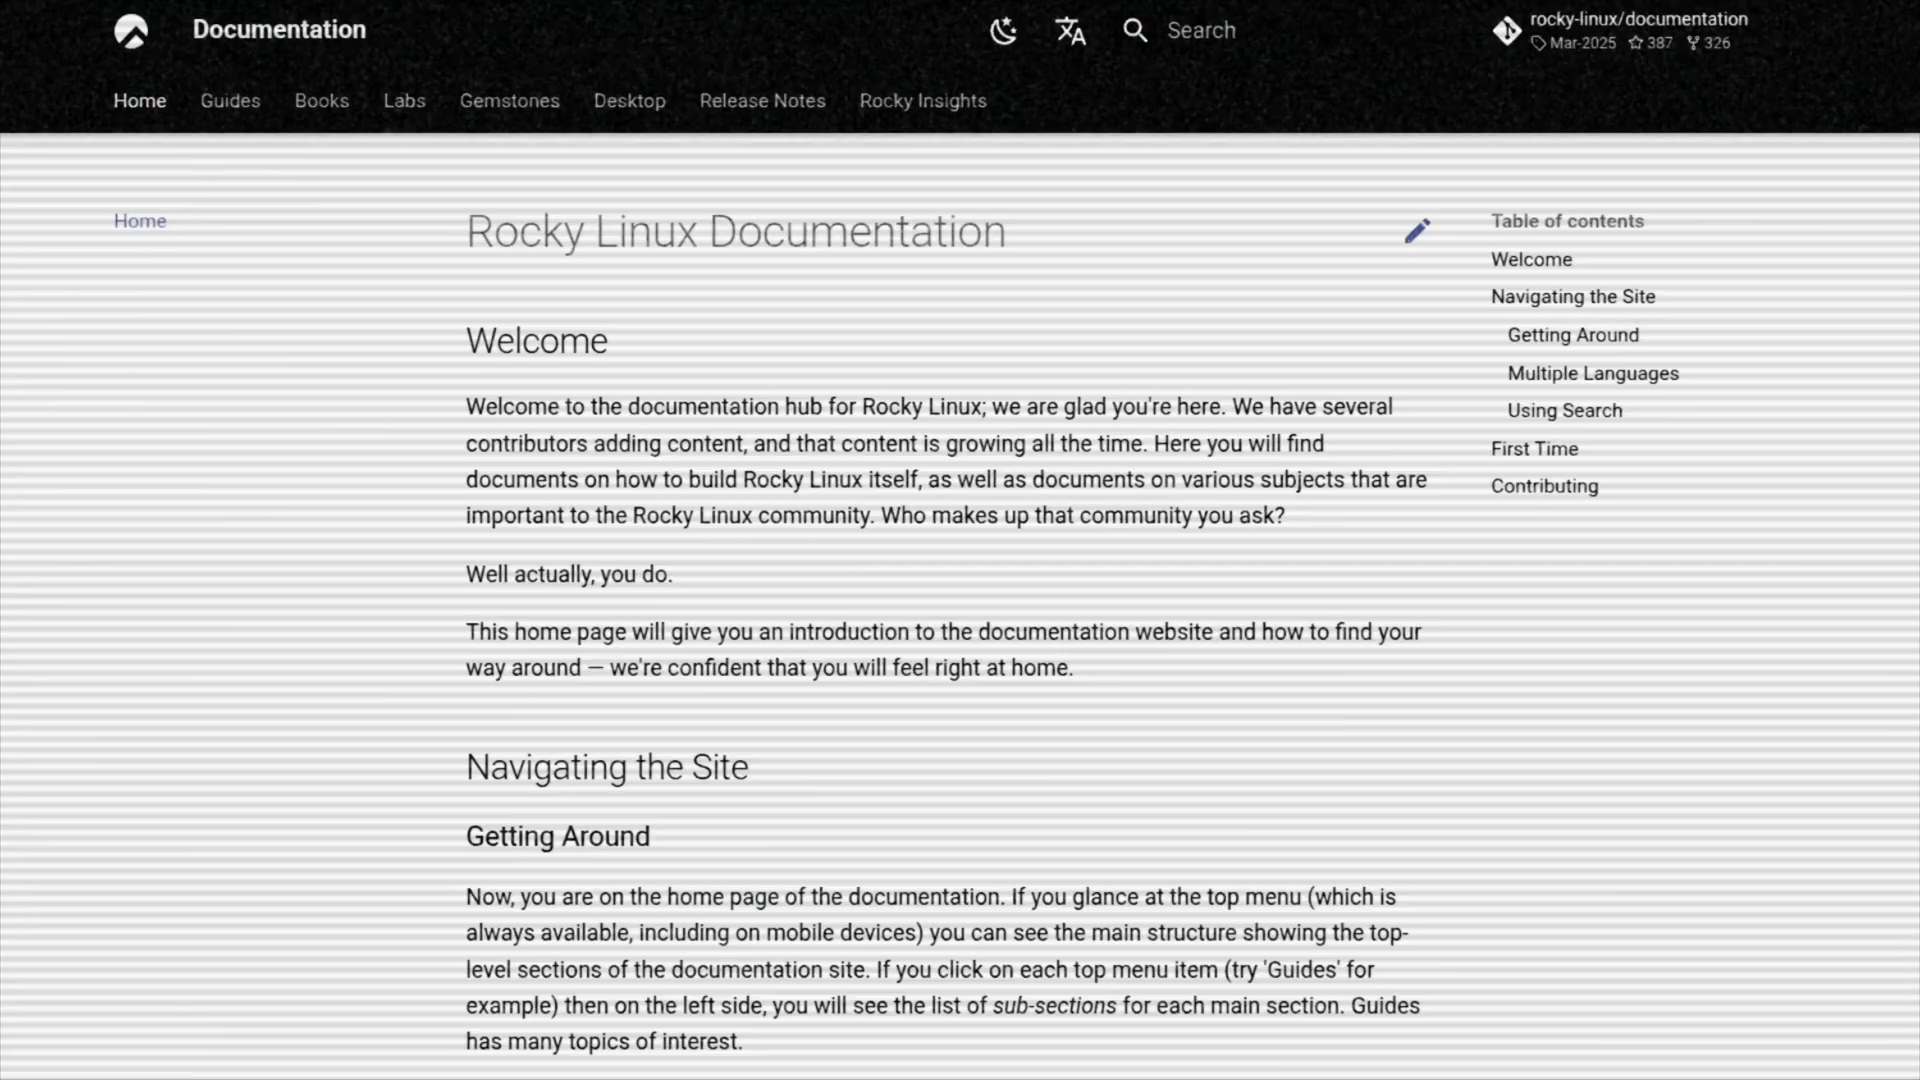 Documentation
Search
rocky-linux/documentation
Mar-2025 387 326
Home Guides Books Labs Gemstones Desktop Release Notes Rocky Insights
Home
Rocky Linux Documentation
Welcome
Welcome to the documentation hub for Rocky Linux; we are glad you're here. We have several
contributors adding content, and that content is growing all the time. Here you will find
documents on how to build Rocky Linux itself, as well as documents on various subjects that are
important to the Rocky Linux community. Who makes up that community you ask?
Well actually, you do.
This home page will give you an introduction to the documentation website and how to find your
way around — we're confident that you will feel right at home.
Navigating the Site
Getting Around
Now, you are on the home page of the documentation. If you glance at the top menu (which is
always available, including on mobile devices) you can see the main structure showing the top-
level sections of the documentation site. If you click on each top menu item (try 'Guides' for
example) then on the left side, you will see the list of sub-sections for each main section. Guides
has many topics of interest.
Table of contents
Welcome
Navigating the Site
Getting Around
Multiple Languages
Using Search
First Time
Contributing